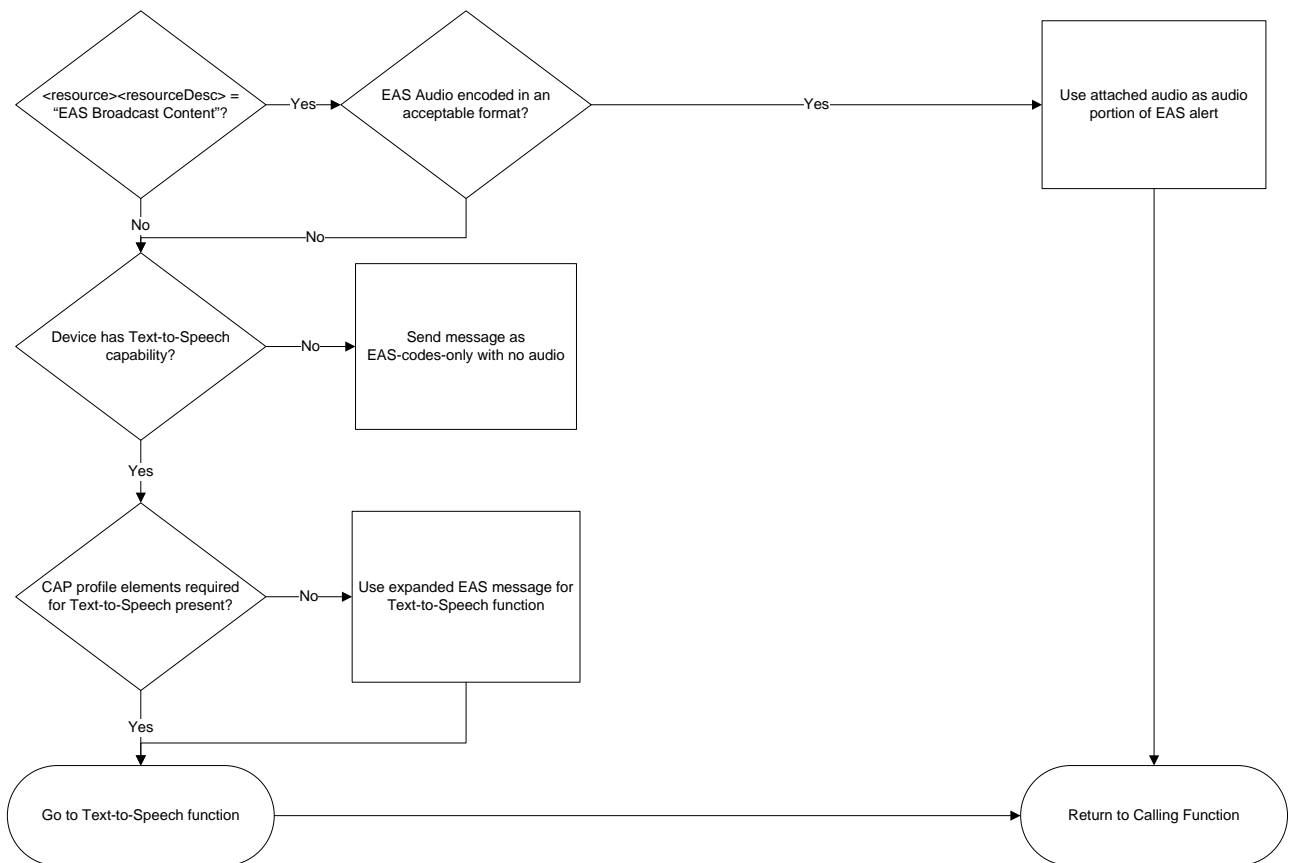 <resource><resourceDesc> =
“EAS Broadcast Content”?
Yes
EAS Audio encoded in an
acceptable format?
Yes
Use attached audio as audio
portion of EAS alert
No
No
Device has Text-to-Speech
capability?
No
Send message as
EAS-codes-only with no audio
Yes
CAP profile elements required
for Text-to-Speech present?
No
Use expanded EAS message for
Text-to-Speech function
Yes
Go to Text-to-Speech function
Return to Calling Function